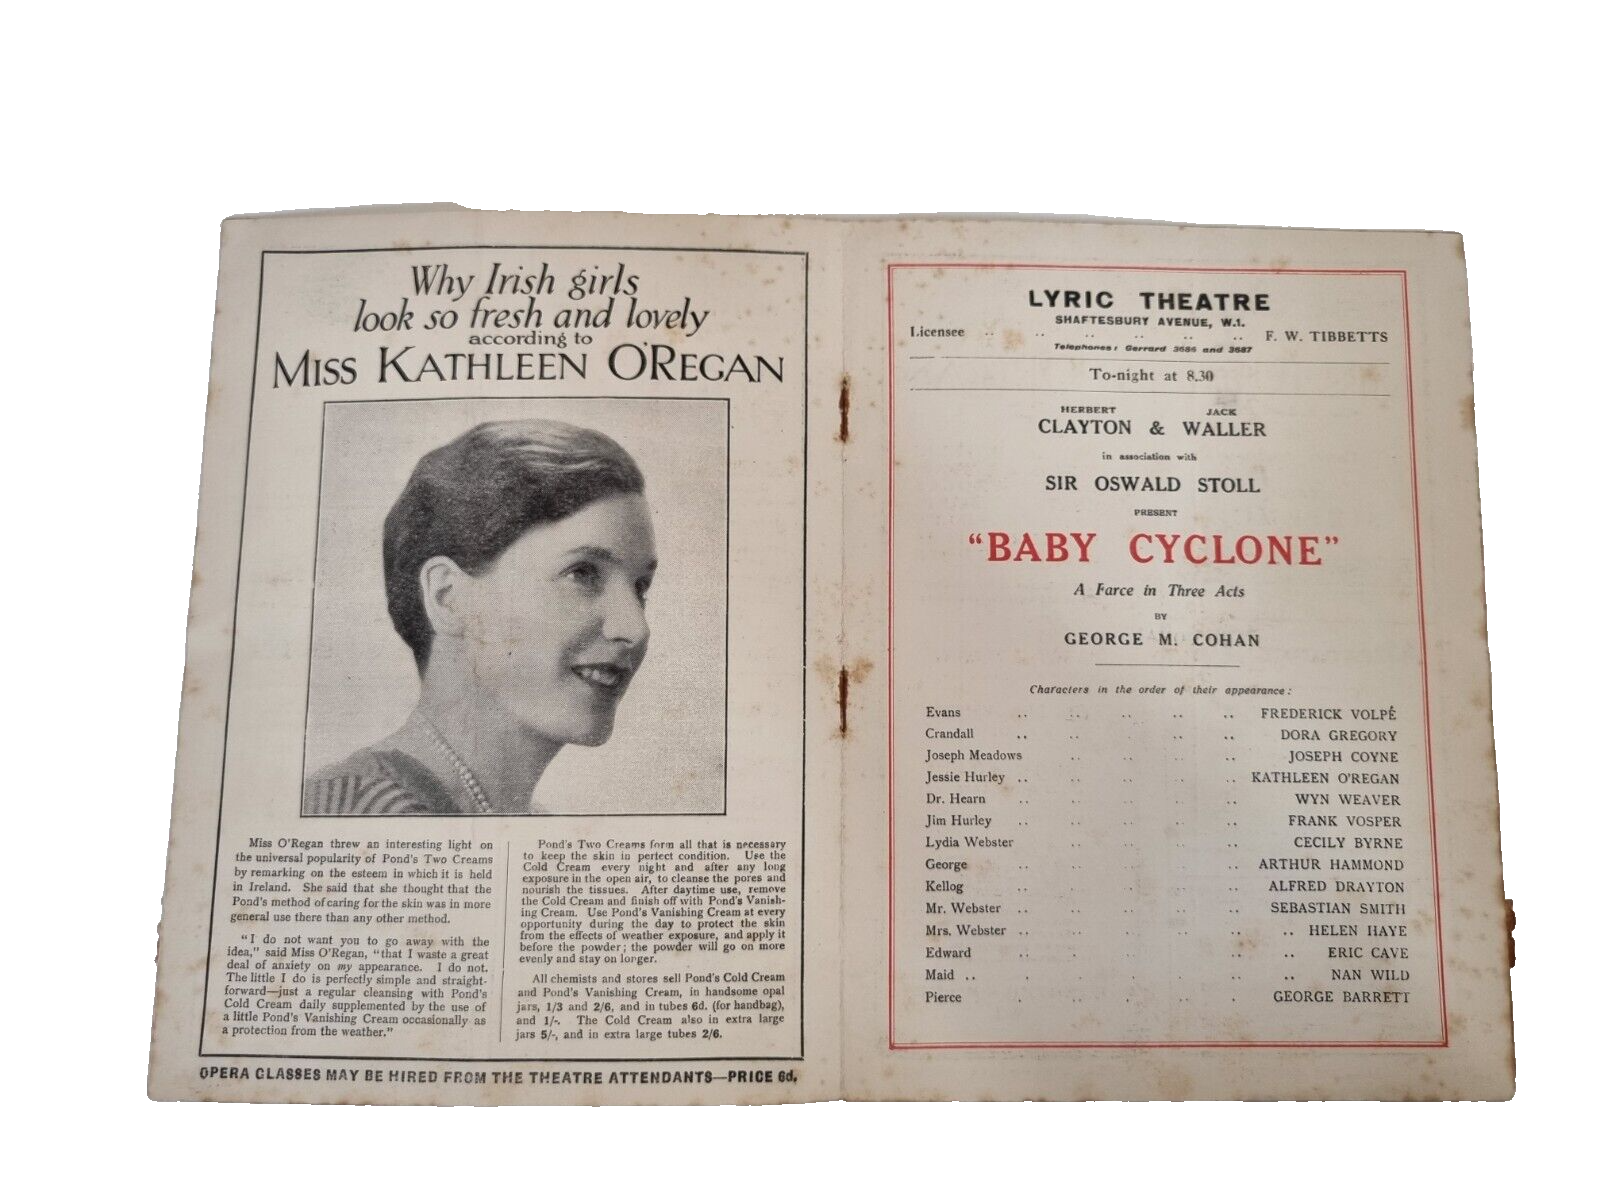 Why Irish girls
look so fresh and lovely
according to
MISS KATHLEEN O'REGAN
Miss O'Regan threw an interesting light on
the universal popularity of Pond's Two Creams
by remarking on the esteem in which it is held
in Ireland. She said that she thought that the
Pond's method of caring for the skin was in more
general use there than any other method.
"I do not want you to go away with the
idea," said Miss O'Regan, "that I waste a great
deal of anxiety on my appearance. I do not.
The little I do is perfectly simple and straight-
forward—just a regular cleansing with Pond's
Cold Cream daily supplemented by the use of
a little Pond's Vanishing Cream occasionally as
a protection from the weather."
Pond's Two Creams form all that is necessary
to keep the skin in perfect condition. Use the
Cold Cream every night and after any long
exposure in the open air, to cleanse the pores and
nourish the tissues. After daytime use, remove
the Cold Cream and finish off with Pond's Vanish-
ing Cream. Use Pond's Vanishing Cream at every
opportunity during the day to protect the skin
from the effects of weather exposure, and apply it
before the powder; the powder will go on more
evenly and stay on longer.
All chemists and stores sell Pond's Cold Cream
and Pond's Vanishing Cream, in handsome opal
jars, 1/3 and 2/6, and in tubes 6d. (for handbag),
and 1/-. The Cold Cream also in extra large
jars 5/-, and in extra large tubes 2/6.
OPERA GLASSES MAY BE HIRED FROM THE THEATRE ATTENDANTS—PRICE 6d.
LYRIC THEATRE
SHAFTESBURY AVENUE, W.1.
Licensee .. .. .. .. .. .. F. W. TIBBETTS
Telephones: Gerrard 3686 and 3687
To-night at 8.30
HERBERT JACK
CLAYTON & WALLER
in association with
SIR OSWALD STOLL
PRESENT
"BABY CYCLONE"
A Farce in Three Acts
BY
GEORGE M. COHAN
Characters in the order of their appearance:
Evans .. .. .. .. .. FREDERICK VOLPÉ
Crandall .. .. .. .. .. DORA GREGORY
Joseph Meadows .. .. .. .. JOSEPH COYNE
Jessie Hurley .. .. .. .. .. KATHLEEN O'REGAN
Dr. Hearn .. .. .. .. .. WYN WEAVER
Jim Hurley .. .. .. .. .. FRANK VOSPER
Lydia Webster .. .. .. .. CECILY BYRNE
George .. .. .. .. .. ARTHUR HAMMOND
Kellog .. .. .. .. .. ALFRED DRAYTON
Mr. Webster .. .. .. .. .. SEBASTIAN SMITH
Mrs. Webster .. .. .. .. .. .. HELEN HAYE
Edward .. .. .. .. .. .. ERIC CAVE
Maid .. .. .. .. .. .. .. NAN WILD
Pierce . .. .. .. . GEORGE BARRETT